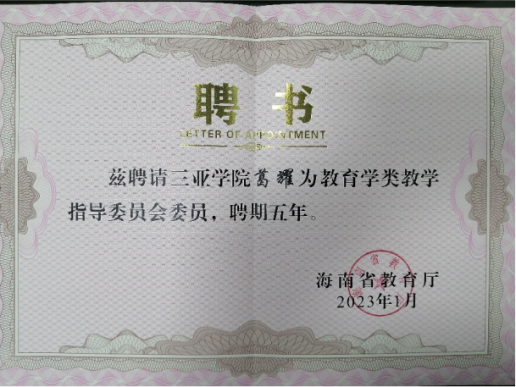 聘书
LETTER OF APPOINTMENT
兹聘请三亚学院葛耀为教育学类教学
指导委员会委员，聘期五年。
海南省教育厅
2023年1月